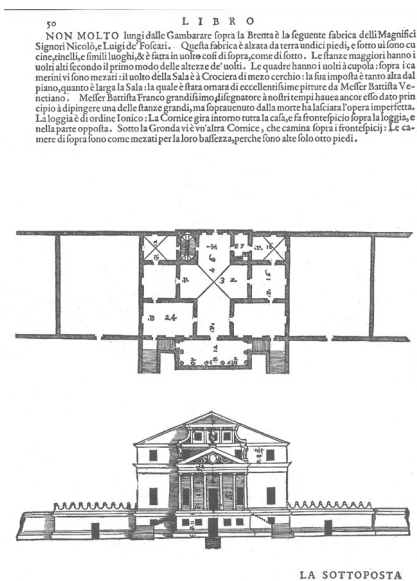 50 LIBRO
NON MOLTO lungi dalle Gambarare sopra la Brenta è la seguente fabrica delli Magnifici
Signori Nicolò, e Luigi de' Foscari. Questa fabrica è alzata da terra undici piedi, e sotto ui sono cu
cine, tinelli, e simili luoghi, & è fatta in uolto così di sopra, come di sotto. Le stanze maggiori hanno i
uolti alti secondo il primo modo delle altezze de' uolti. Le quadre hanno i uolti à cupola: sopra i ca
merini vi sono mezati: il uolto della Sala è à Crociera di mezo cerchio: la sua imposta è tanto alta dal
piano, quanto è larga la Sala: la quale è stata ornata di eccellentissime pitture da Messer Battista Ve-
netiano. Messer Battista Franco grandissimo disegnatore à nostri tempi hauea ancor esso dato prin
cipio à dipingere una delle stanze grandi, ma soprauenuto dalla morte ha lasciata l'opera imperfetta.
La loggia è di ordine Ionico: La Cornice gira intorno tutta la casa, e fa frontespicio sopra la loggia, e
nella parte opposta. Sotto la Gronda vi è vn'altra Cornice, che camina sopra i frontespicij: Le ca-
mere di sopra sono come mezati per la loro bassezza, perche sono alte solo otto piedi.
P. 16
32
P. 24
12
LA SOTTOPOSTA